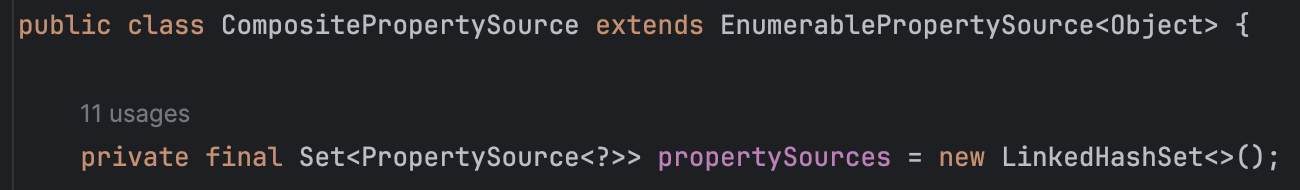 public class CompositePropertySource extends EnumerablePropertySource<Object> {
11 usages
private final Set<PropertySource<?>> propertySources = new LinkedHashSet<>();